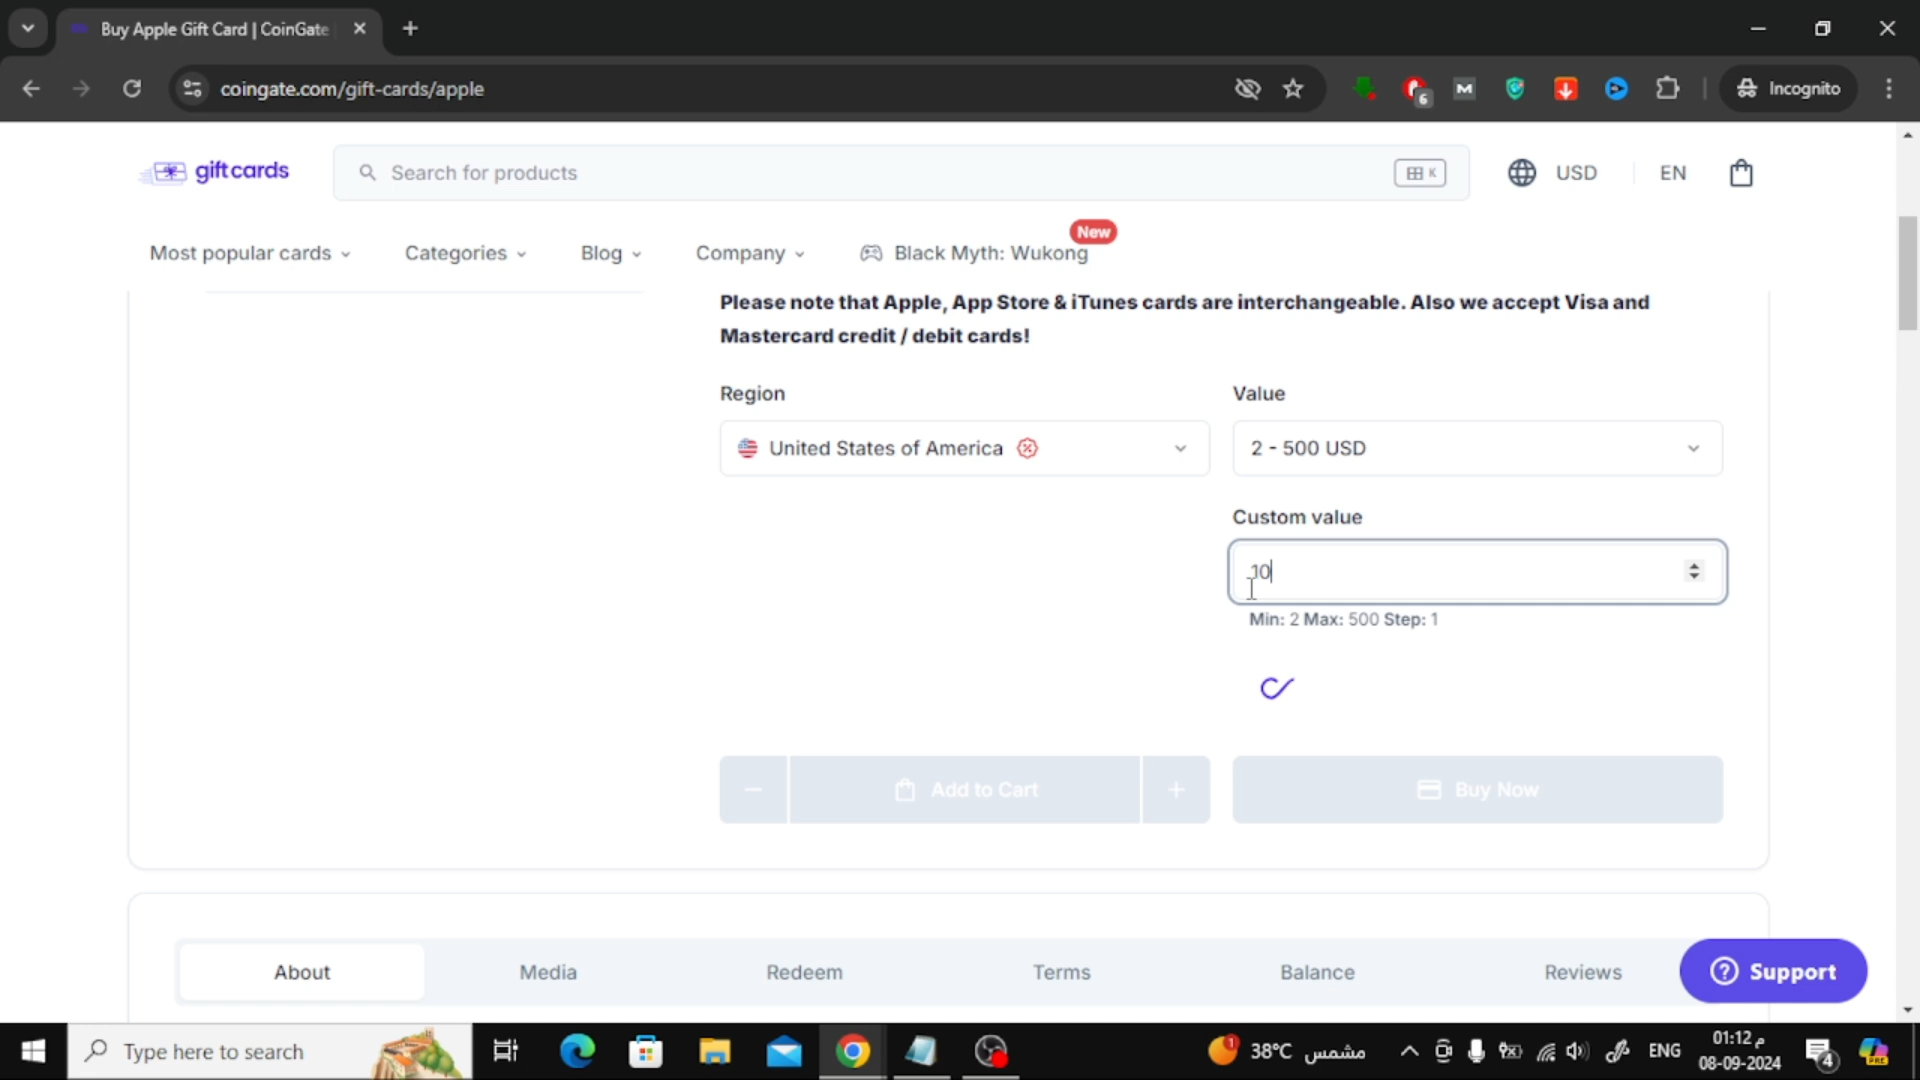 Buy Apple Gift Card | CoinGate
coingate.com/gift-cards/apple
6
Incognito
gift cards
Search for products
K
USD
EN
New
Most popular cards
Categories
Blog
Company
Black Myth: Wukong
Please note that Apple, App Store & iTunes cards are interchangeable. Also we accept Visa and
Mastercard credit / debit cards!
Region
Value
United States of America
2 - 500 USD
Custom value
10
Min: 2 Max: 500 Step: 1
Add to Cart
Buy Now
About
Media
Redeem
Terms
Balance
Reviews
Support
Type here to search
1
38°C
مشمس
ENG
01:12 م
08-09-2024
4
PRE